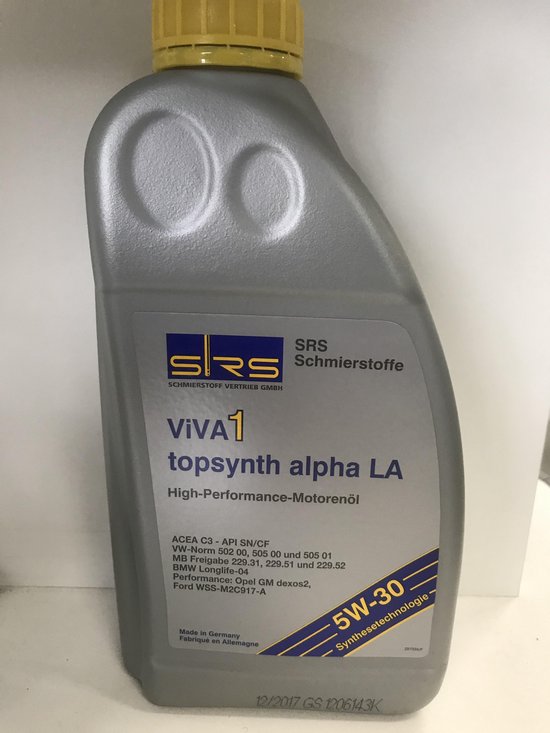 SRS
SCHMIERSTOFF VERTRIEB GMBH
SRS
Schmierstoffe
ViVA1
topsynth alpha LA
High-Performance-Motorenöl
ACEA C3 - API SN/CF
VW-Norm 502 00, 505 00 und 505 01
MB Freigabe 229.31, 229.51 und 229.52
BMW Longlife-04
Performance: Opel GM dexos2,
Ford WSS-M2C917-A
5W-30
Synthesetechnologie
Made in Germany
Fabriqué en Allemagne
12/2017 GS 1206143K